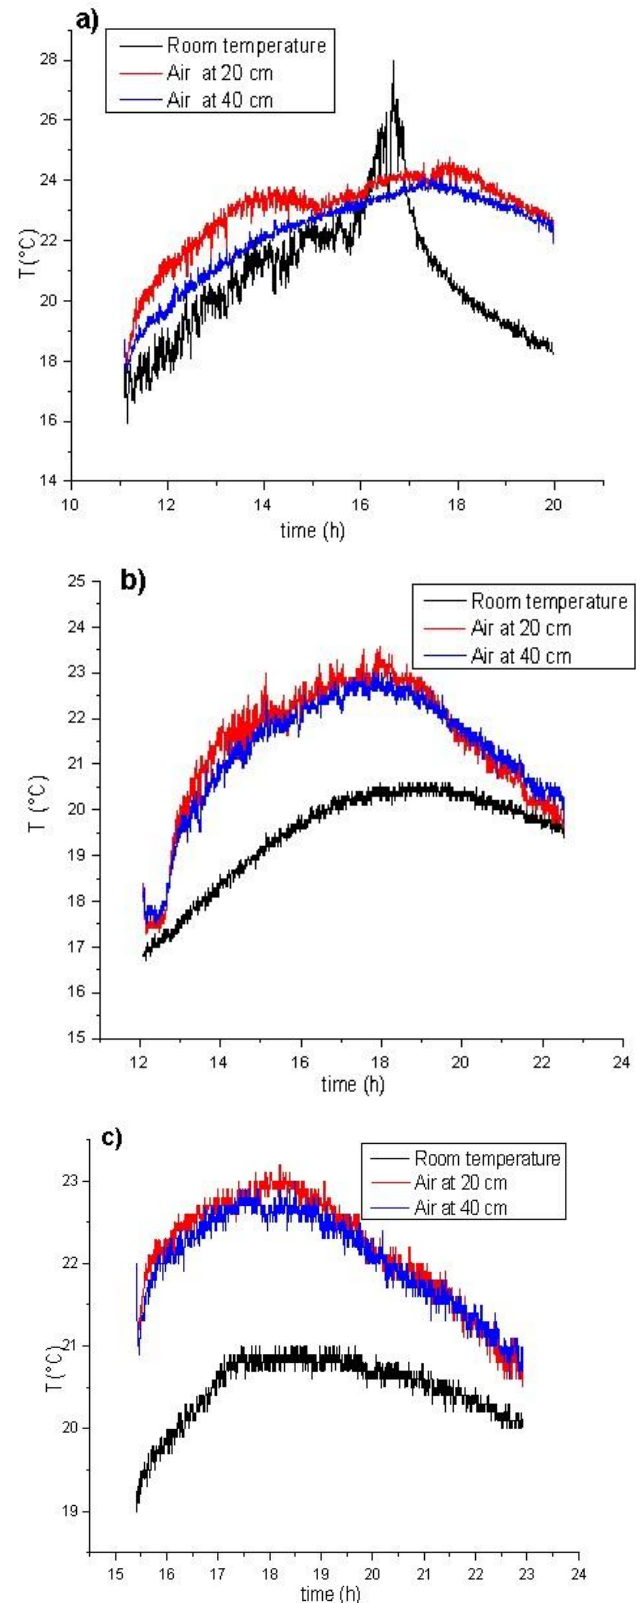 a)
Room temperature
Air at 20 cm
Air at 40 cm
28
26
24
22
20
18
16
14
T (°C)
10 12 14 16 18 20
time (h)
b)
Room temperature
Air at 20 cm
Air at 40 cm
25
24
23
22
21
20
19
18
17
16
15
T (°C)
12 14 16 18 20 22 24
time (h)
c)
Room temperature
Air at 20 cm
Air at 40 cm
23
22
21
20
19
T (°C)
15 16 17 18 19 20 21 22 23 24
time (h)